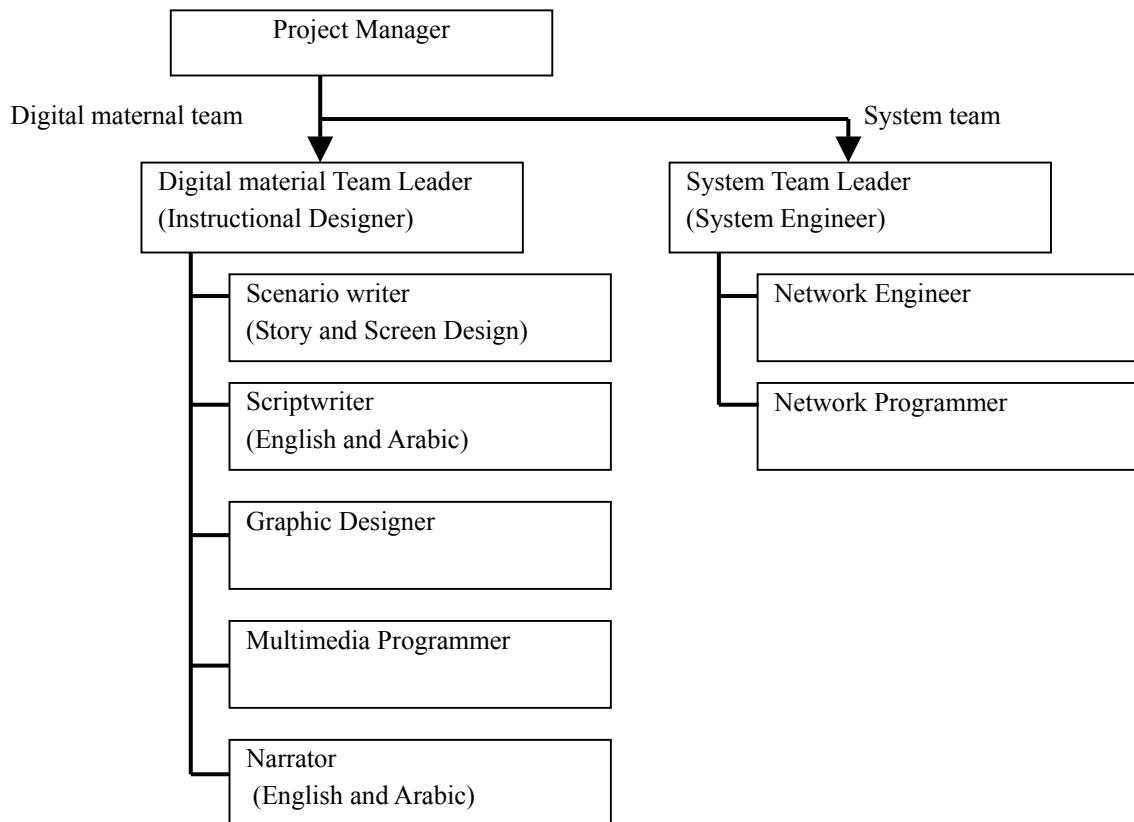 Project Manager
Digital maternal team
System team
Digital material Team Leader
(Instructional Designer)
System Team Leader
(System Engineer)
Scenario writer
(Story and Screen Design)
Network Engineer
Scriptwriter
(English and Arabic)
Network Programmer
Graphic Designer
Multimedia Programmer
Narrator
(English and Arabic)